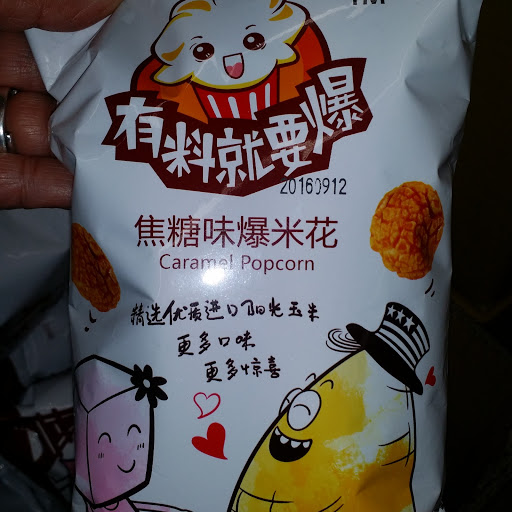 TM
有料就要爆
20160912
焦糖味爆米花
Caramel Popcorn
精选优质进口阳光玉米
更多口味
更多惊喜